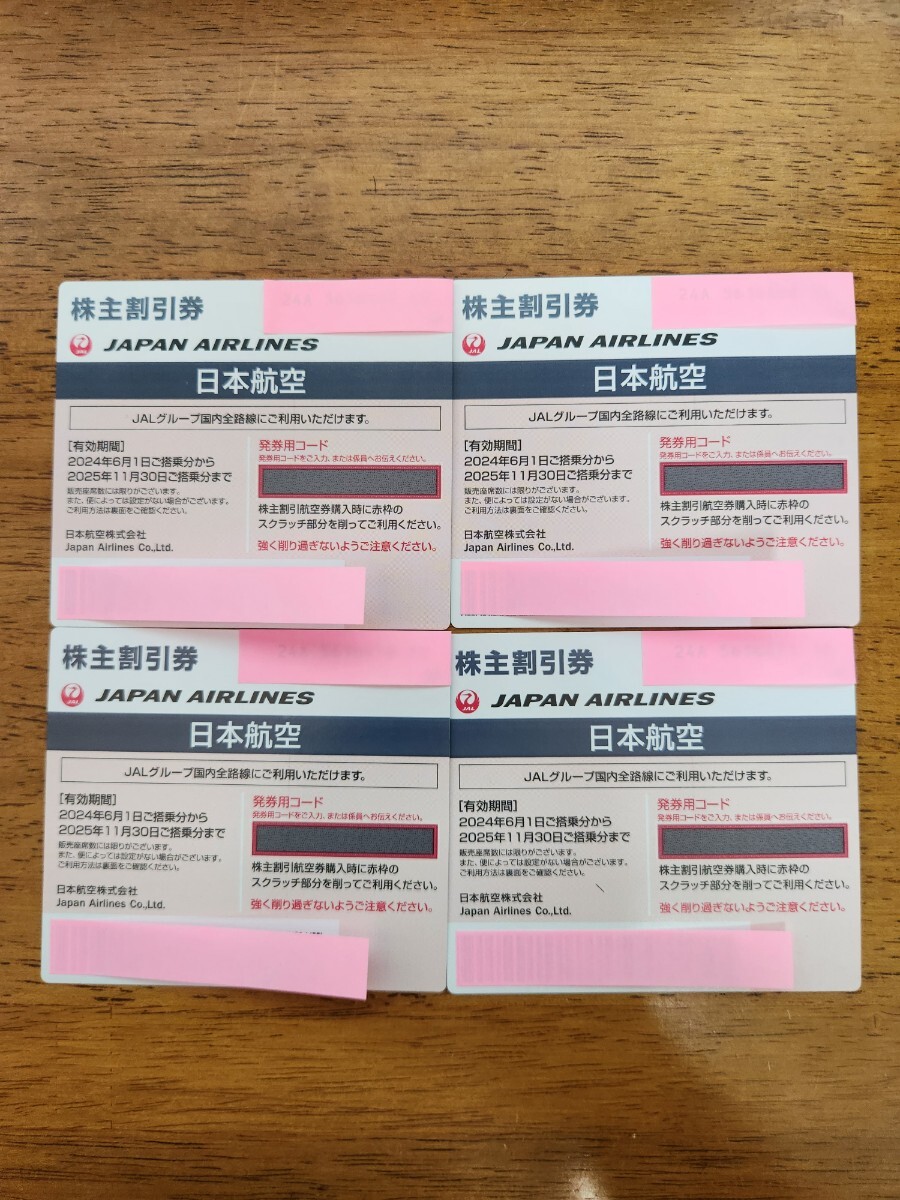 株主割引券
JAL
JAPAN AIRLINES
日本航空
JALグループ国内全路線にご利用いただけます。
[有効期間]
2024年6月1日ご搭乗分から
2025年11月30日ご搭乗分まで
販売座席数には限りがございます。
また、便によっては設定がない場合がございます。
ご利用方法は裏面をご確認ください。
日本航空株式会社
Japan Airlines Co.,Ltd.
発券用コード
発券用コードをご入力、または係員へお伝えください。
株主割引航空券購入時に赤枠の
スクラッチ部分を削ってご利用ください。
強く削り過ぎないようご注意ください。
株主割引券
JAL
JAPAN AIRLINES
日本航空
JALグループ国内全路線にご利用いただけます。
[有効期間]
2024年6月1日ご搭乗分から
2025年11月30日ご搭乗分まで
販売座席数には限りがございます。
また、便によっては設定がない場合がございます。
ご利用方法は裏面をご確認ください。
日本航空株式会社
Japan Airlines Co.,Ltd.
発券用コード
発券用コードをご入力、または係員へお伝えください。
株主割引航空券購入時に赤枠の
スクラッチ部分を削ってご利用ください。
強く削り過ぎないようご注意ください。
株主割引券
JAL
JAPAN AIRLINES
日本航空
JALグループ国内全路線にご利用いただけます。
[有効期間]
2024年6月1日ご搭乗分から
2025年11月30日ご搭乗分まで
販売座席数には限りがございます。
また、便によっては設定がない場合がございます。
ご利用方法は裏面をご確認ください。
日本航空株式会社
Japan Airlines Co.,Ltd.
発券用コード
発券用コードをご入力、または係員へお伝えください。
株主割引航空券購入時に赤枠の
スクラッチ部分を削ってご利用ください。
強く削り過ぎないようご注意ください。
株主割引券
JAL
JAPAN AIRLINES
日本航空
JALグループ国内全路線にご利用いただけます。
[有効期間]
2024年6月1日ご搭乗分から
2025年11月30日ご搭乗分まで
販売座席数には限りがございます。
また、便によっては設定がない場合がございます。
ご利用方法は裏面をご確認ください。
日本航空株式会社
Japan Airlines Co.,Ltd.
発券用コード
発券用コードをご入力、または係員へお伝えください。
株主割引航空券購入時に赤枠の
スクラッチ部分を削ってご利用ください。
強く削り過ぎないようご注意ください。